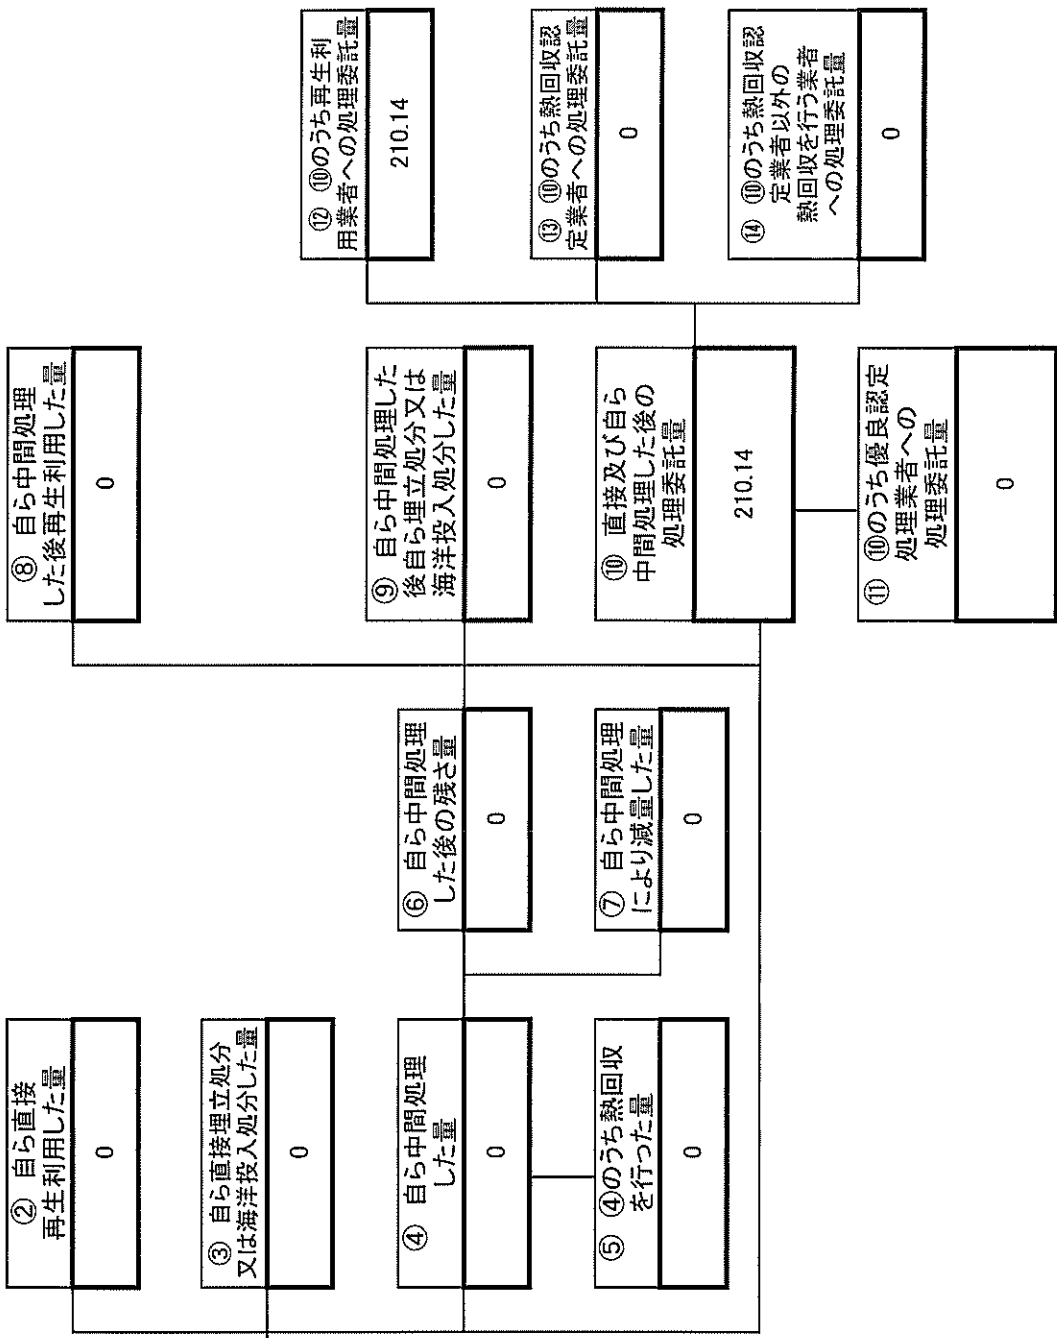 ② 自ら直接
再生利用した量
0
③ 自ら直接埋立処分
又は海洋投入処分した量
0
④ 自ら中間処理
した量
0
⑤ ④のうち熱回収
を行った量
0
⑥ 自ら中間処理
した後の残さ量
0
⑦ 自ら中間処理
により減量した量
0
⑧ 自ら中間処理
した後再生利用した量
0
⑨ 自ら中間処理した
後自ら埋立処分又は
海洋投入処分した量
0
⑩ 直接及び自ら
中間処理した後の
処理委託量
210.14
⑪ ⑩のうち優良認定
処理業者への
処理委託量
0
⑫ ⑩のうち再生利
用業者への処理委託量
210.14
⑬ ⑩のうち熱回収認
定業者への処理委託量
0
⑭ ⑩のうち熱回収認
定業者以外の
熱回収を行う業者
への処理委託量
0